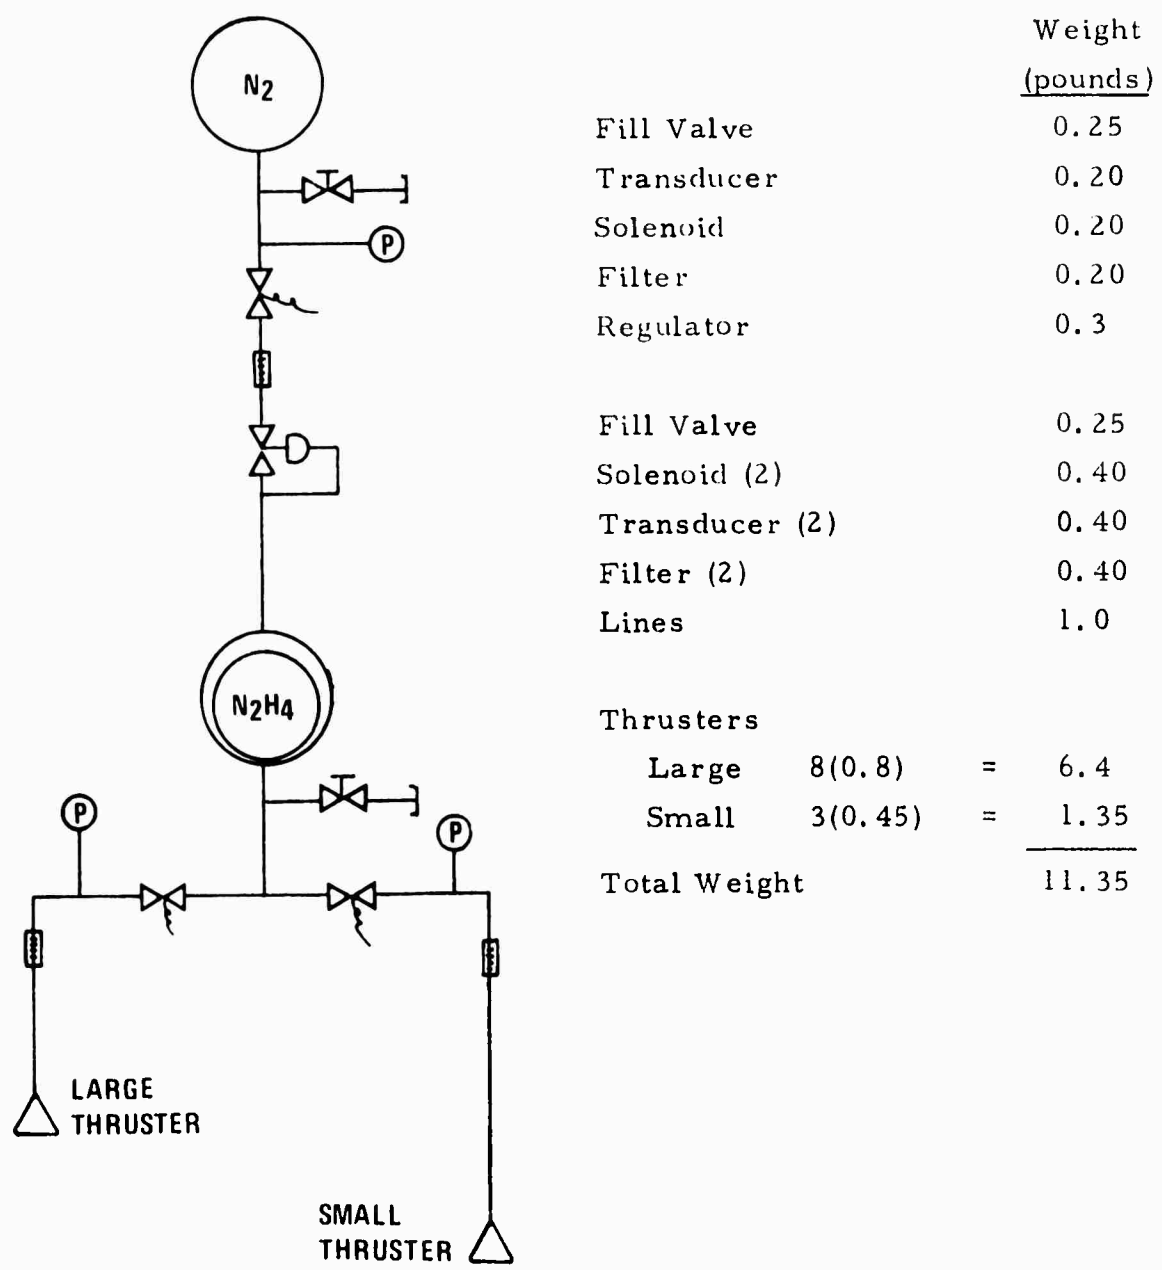 N2
P
N2H4
P
P
LARGE
THRUSTER
SMALL
THRUSTER
Weight
(pounds)
Fill Valve 0.25
Transducer 0.20
Solenoid 0.20
Filter 0.20
Regulator 0.3
Fill Valve 0.25
Solenoid (2) 0.40
Transducer (2) 0.40
Filter (2) 0.40
Lines 1.0
Thrusters
Large 8(0.8) = 6.4
Small 3(0.45) = 1.35
Total Weight 11.35